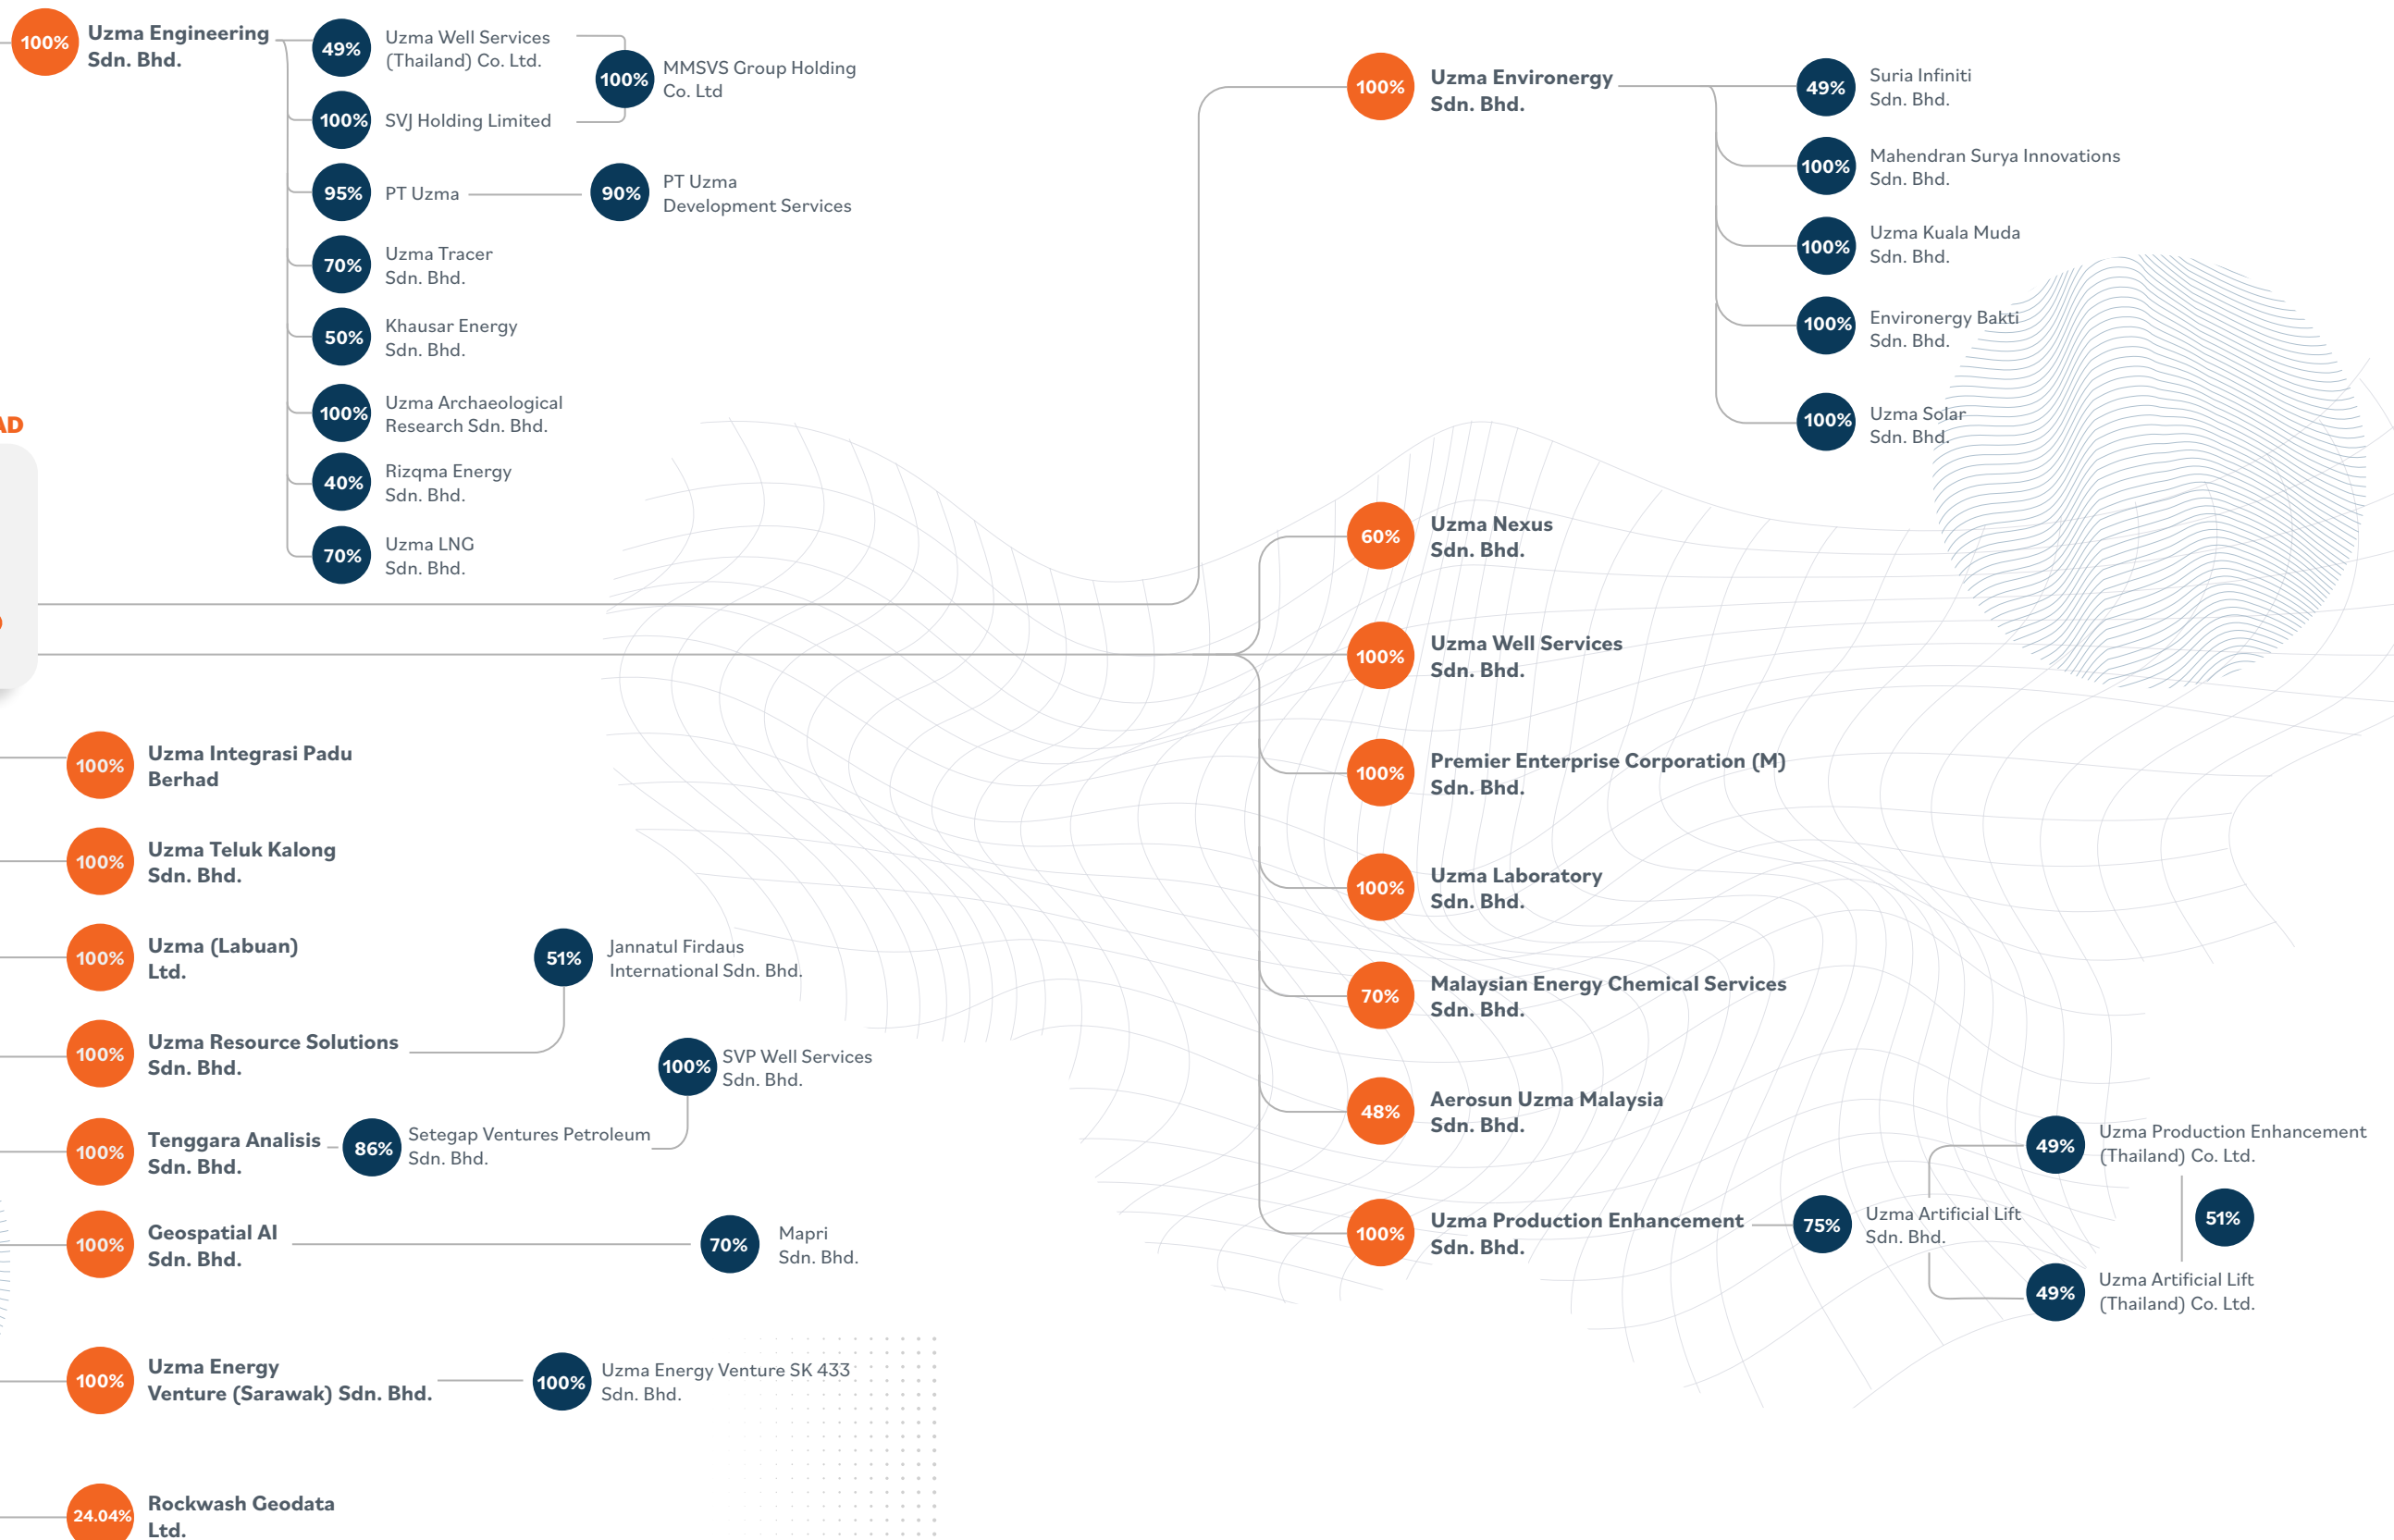 100%
Uzma Engineering
Sdn. Bhd.
49%
Uzma Well Services
(Thailand) Co. Ltd.
100%
MMSVS Group Holding
Co. Ltd
100%
SVJ Holding Limited
95%
PT Uzma
90%
PT Uzma
Development Services
70%
Uzma Tracer
Sdn. Bhd.
50%
Khausar Energy
Sdn. Bhd.
100%
Uzma Archaeological
Research Sdn. Bhd.
40%
Rizqma Energy
Sdn. Bhd.
70%
Uzma LNG
Sdn. Bhd.
AD
100%
Uzma Integrasi Padu
Berhad
100%
Uzma Teluk Kalong
Sdn. Bhd.
100%
Uzma (Labuan)
Ltd.
100%
Uzma Resource Solutions
Sdn. Bhd.
51%
Jannatul Firdaus
International Sdn. Bhd.
100%
Tenggara Analisis
Sdn. Bhd.
86%
Setegap Ventures Petroleum
Sdn. Bhd.
100%
SVP Well Services
Sdn. Bhd.
100%
Geospatial AI
Sdn. Bhd.
70%
Mapri
Sdn. Bhd.
100%
Uzma Energy
Venture (Sarawak) Sdn. Bhd.
100%
Uzma Energy Venture SK 433
Sdn. Bhd.
24.04%
Rockwash Geodata
Ltd.
100%
Uzma Environergy
Sdn. Bhd.
49%
Suria Infiniti
Sdn. Bhd.
100%
Mahendran Surya Innovations
Sdn. Bhd.
100%
Uzma Kuala Muda
Sdn. Bhd.
100%
Environergy Bakti
Sdn. Bhd.
100%
Uzma Solar
Sdn. Bhd.
60%
Uzma Nexus
Sdn. Bhd.
100%
Uzma Well Services
Sdn. Bhd.
100%
Premier Enterprise Corporation (M)
Sdn. Bhd.
100%
Uzma Laboratory
Sdn. Bhd.
70%
Malaysian Energy Chemical Services
Sdn. Bhd.
48%
Aerosun Uzma Malaysia
Sdn. Bhd.
100%
Uzma Production Enhancement
Sdn. Bhd.
75%
Uzma Artificial Lift
Sdn. Bhd.
49%
Uzma Production Enhancement
(Thailand) Co. Ltd.
51%
49%
Uzma Artificial Lift
(Thailand) Co. Ltd.